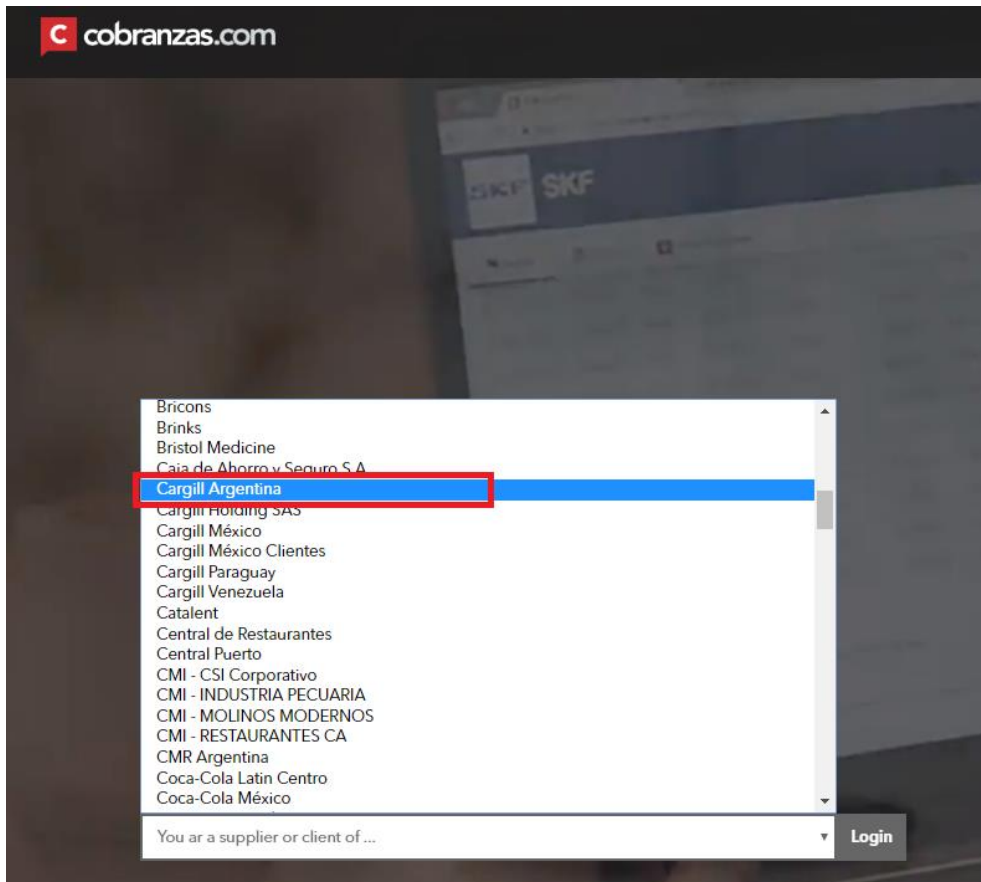 C cobranzas.com
SKF SKF
Bricons
Brinks
Bristol Medicine
Caja de Ahorro y Seguro S.A
Cargill Argentina
Cargill Holding SAS
Cargill México
Cargill México Clientes
Cargill Paraguay
Cargill Venezuela
Catalent
Central de Restaurantes
Central Puerto
CMI - CSI Corporativo
CMI - INDUSTRIA PECUARIA
CMI - MOLINOS MODERNOS
CMI - RESTAURANTES CA
CMR Argentina
Coca-Cola Latin Centro
Coca-Cola México
You ar a supplier or client of ...
Login